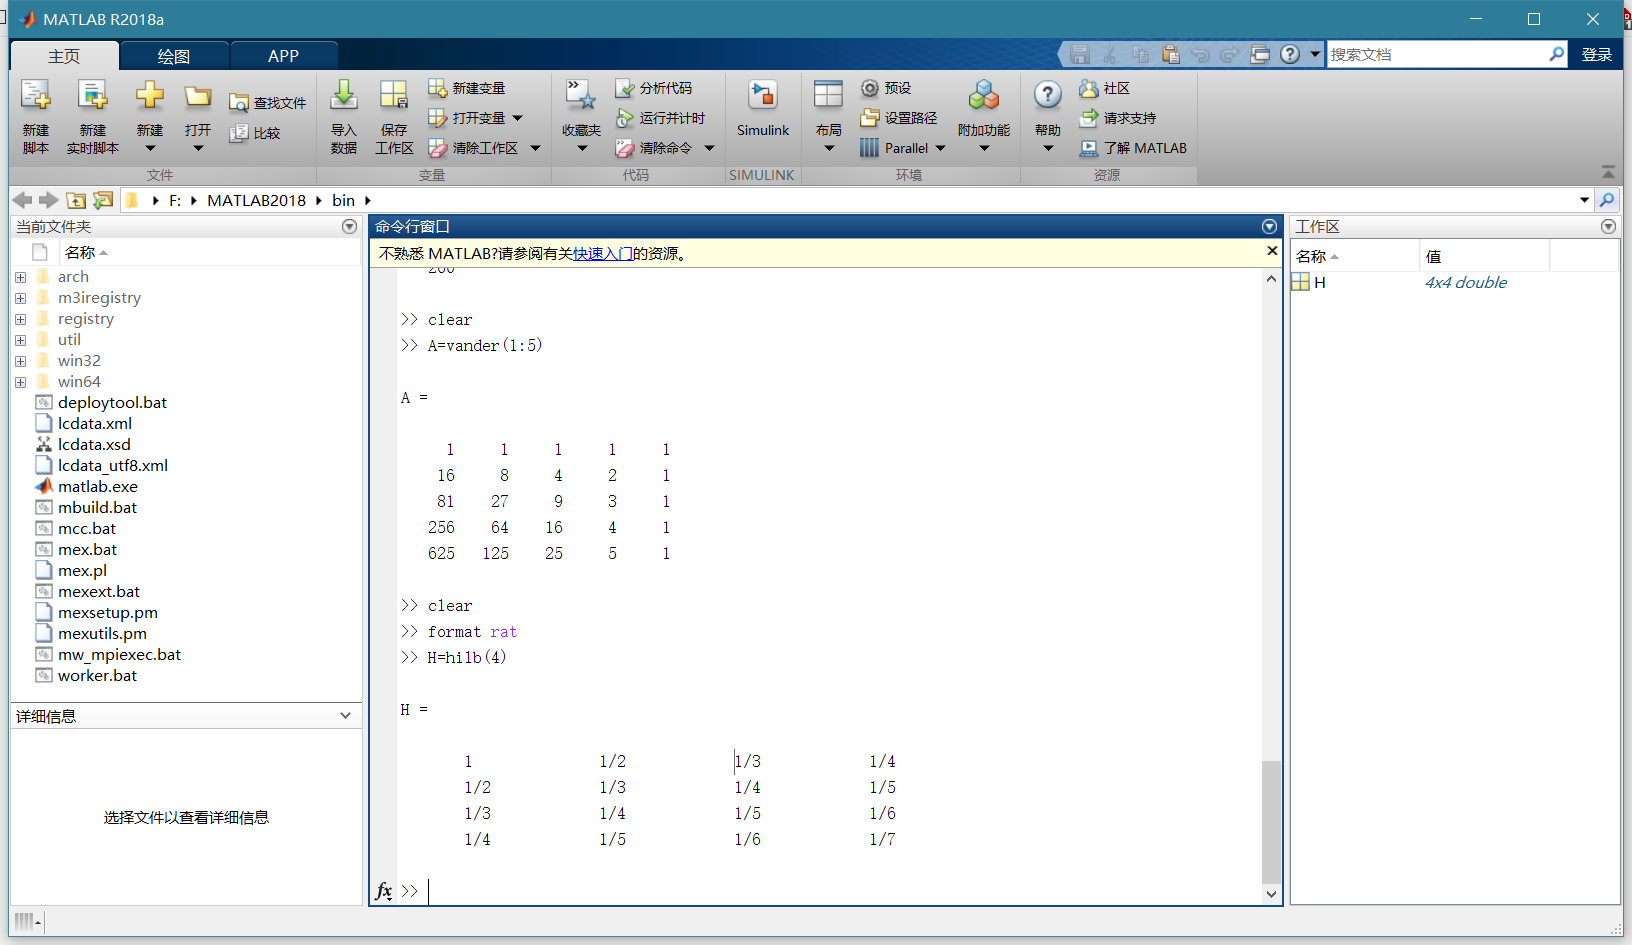 MATLAB R2018a
主页 绘图 APP
搜索文档 登录
新建脚本 新建实时脚本 新建 打开 查找文件 比较
文件
导入数据 保存工作区 新建变量 打开变量 清除工作区
变量
收藏夹 分析代码 运行并计时 清除命令
代码
Simulink
SIMULINK
布局 预设 设置路径 Parallel 附加功能
环境
帮助 社区 请求支持 了解 MATLAB
资源
F: MATLAB2018 bin
当前文件夹
名称
arch
m3iregistry
registry
util
win32
win64
deploytool.bat
lcdata.xml
lcdata.xsd
lcdata_utf8.xml
matlab.exe
mbuild.bat
mcc.bat
mex.bat
mex.pl
mexext.bat
mexsetup.pm
mexutils.pm
mw_mpiexec.bat
worker.bat
详细信息
选择文件以查看详细信息
命令行窗口
不熟悉 MATLAB?请参阅有关快速入门的资源。
>> clear
>> A=vander(1:5)
A =
1 1 1 1 1
16 8 4 2 1
81 27 9 3 1
256 64 16 4 1
625 125 25 5 1
>> clear
>> format rat
>> H=hilb(4)
H =
1 1/2 1/3 1/4
1/2 1/3 1/4 1/5
1/3 1/4 1/5 1/6
1/4 1/5 1/6 1/7
fx >>
工作区
名称 值
H 4x4 double